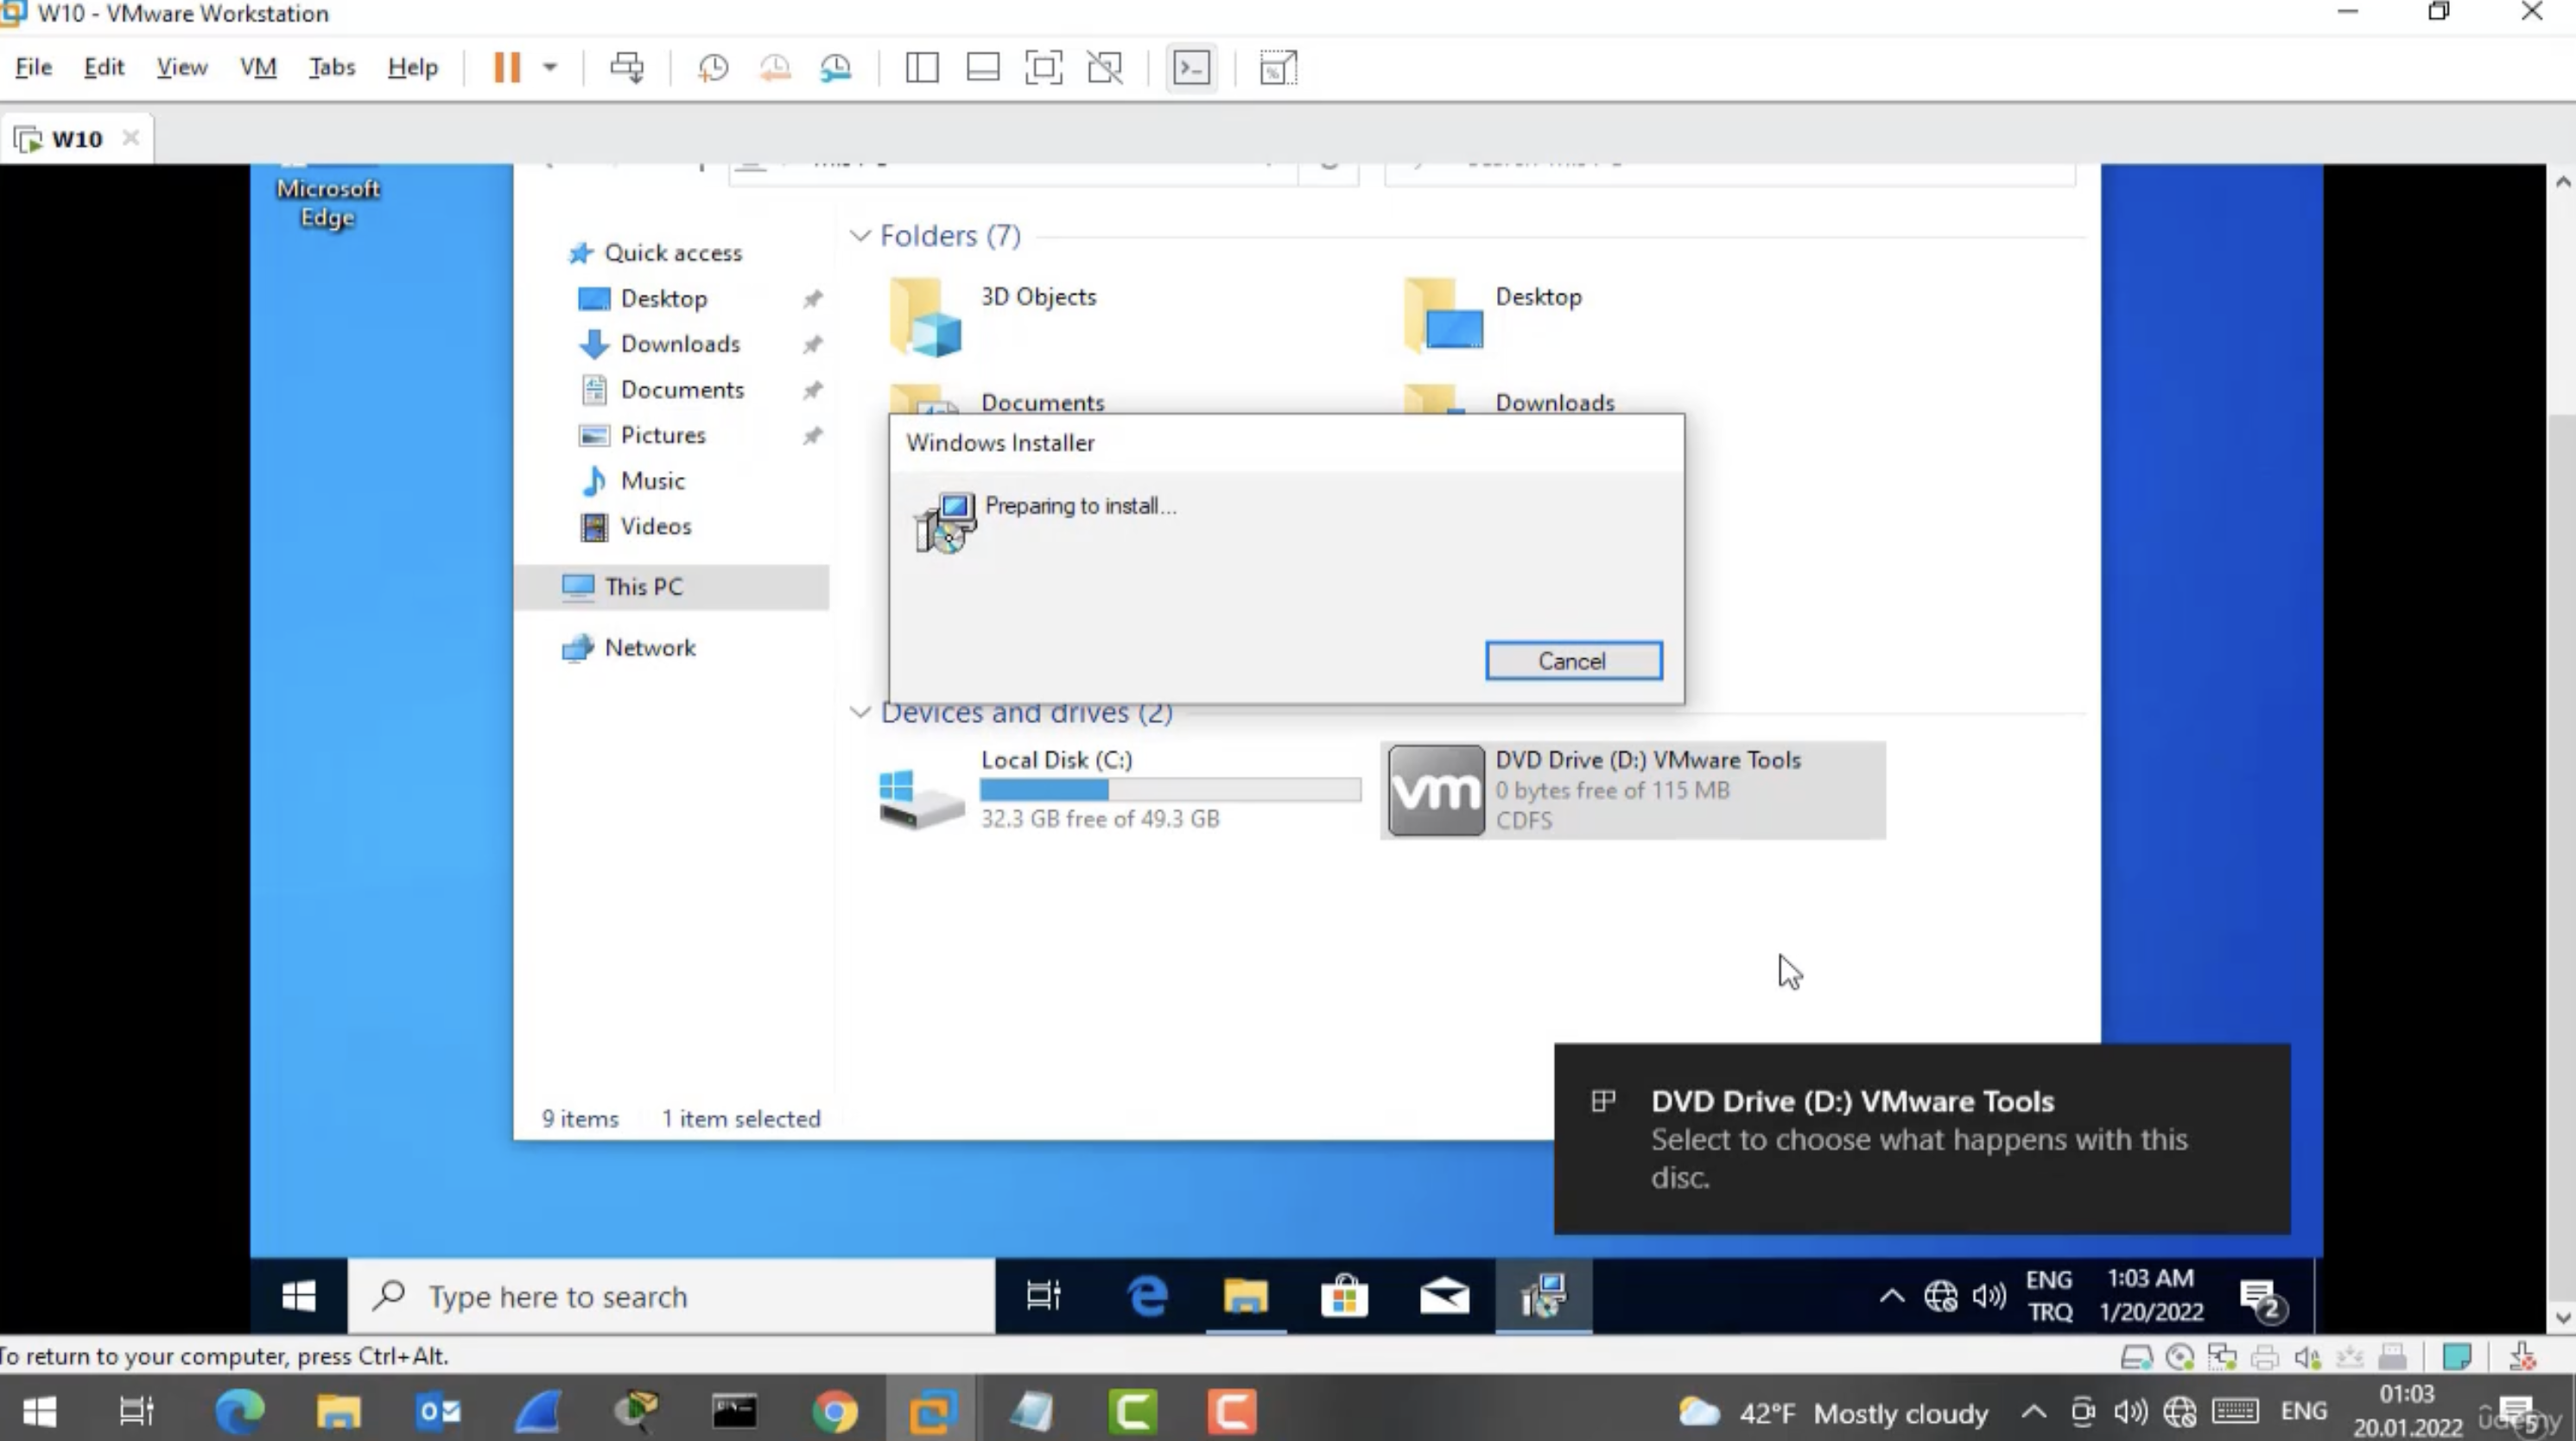 W10 - VMware Workstation
File Edit View VM Tabs Help
W10
Microsoft
Edge
Quick access
Desktop
Downloads
Documents
Pictures
Music
Videos
This PC
Network
Folders (7)
3D Objects
Desktop
Documents
Downloads
Windows Installer
Preparing to install...
Cancel
Devices and drives (2)
Local Disk (C:)
32.3 GB free of 49.3 GB
vm
DVD Drive (D:) VMware Tools
0 bytes free of 115 MB
CDFS
9 items 1 item selected
DVD Drive (D:) VMware Tools
Select to choose what happens with this
disc.
Type here to search
ENG
TRQ
1:03 AM
1/20/2022
2
To return to your computer, press Ctrl+Alt.
42°F Mostly cloudy
ENG
01:03
20.01.2022
5
ûdemy